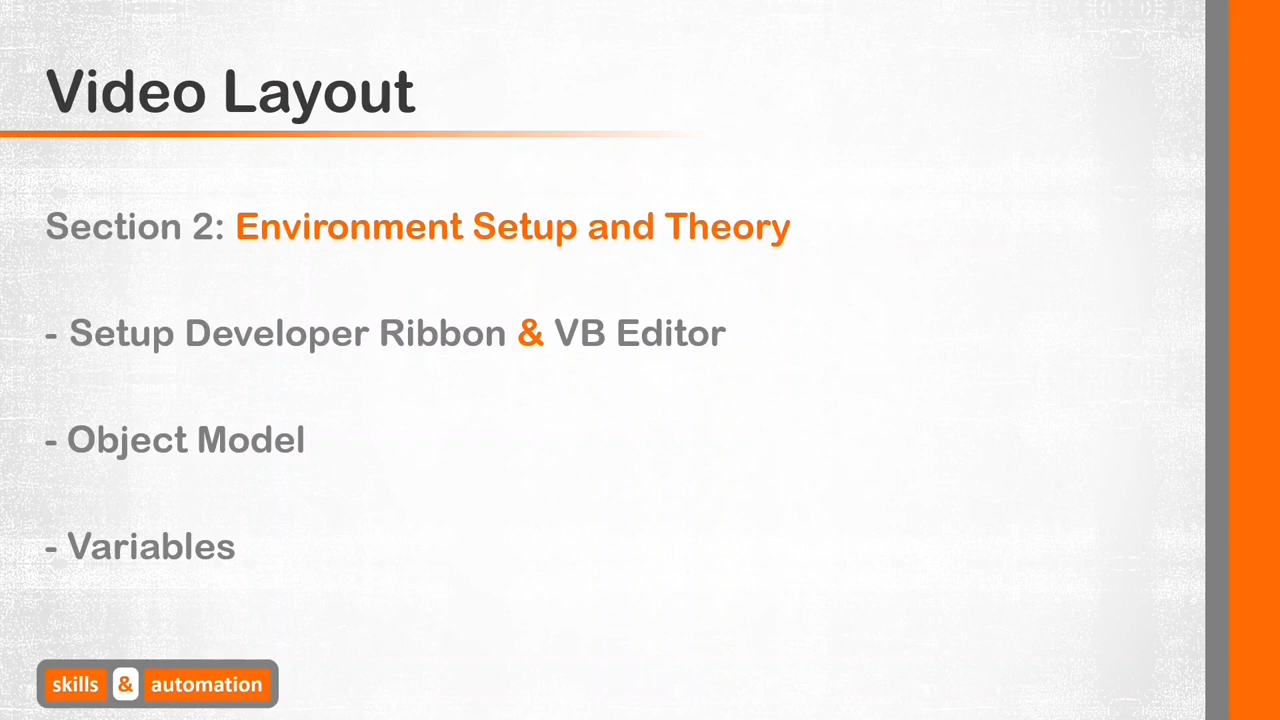 Video Layout
Section 2: Environment Setup and Theory
- Setup Developer Ribbon & VB Editor
- Object Model
- Variables
skills & automation